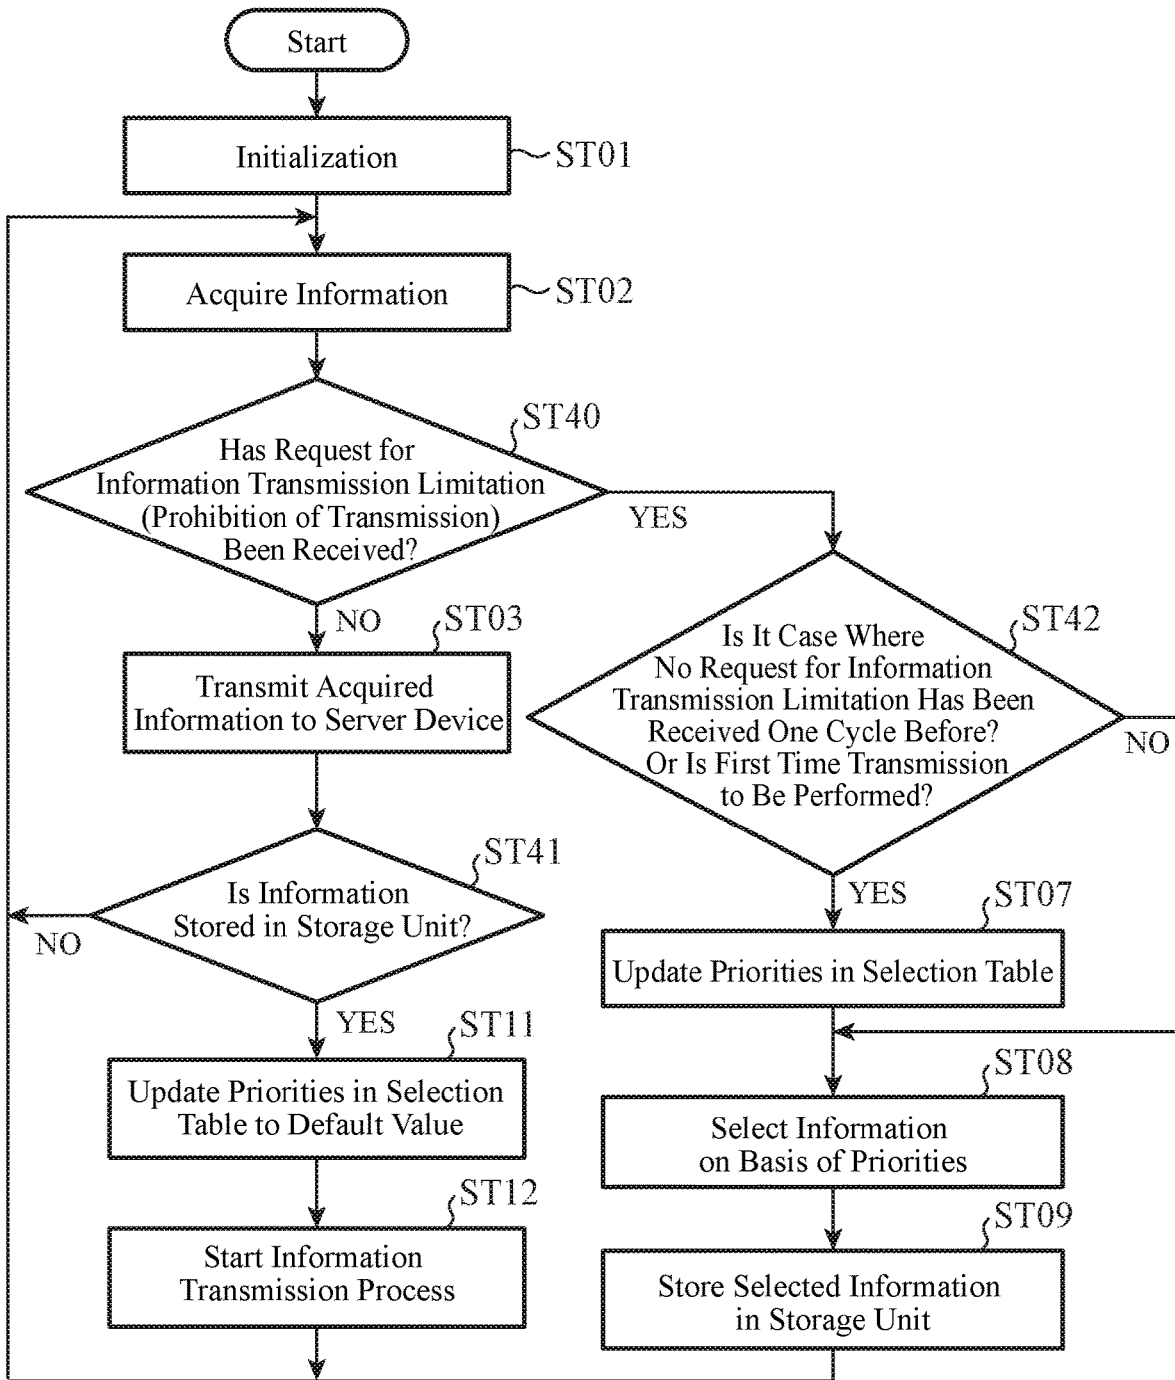 Start
Initialization
ST01
Acquire Information
ST02
ST40
Has Request for
Information Transmission Limitation
(Prohibition of Transmission)
Been Received?
YES
NO
ST03
Transmit Acquired
Information to Server Device
ST42
Is It Case Where
No Request for Information
Transmission Limitation Has Been
Received One Cycle Before?
Or Is First Time Transmission
to Be Performed?
NO
YES
ST41
Is Information
Stored in Storage Unit?
NO
YES
ST07
Update Priorities in Selection Table
ST11
Update Priorities in Selection
Table to Default Value
ST08
Select Information
on Basis of Priorities
ST12
Start Information
Transmission Process
ST09
Store Selected Information
in Storage Unit